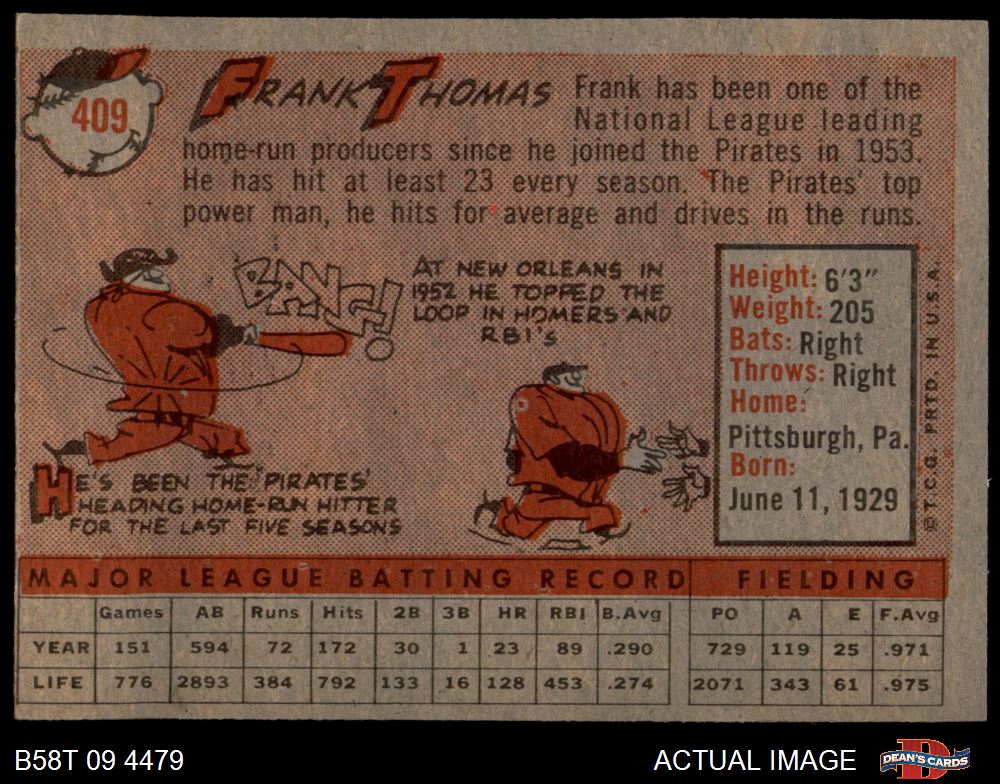 409
FRANK THOMAS
Frank has been one of the
National League leading
home-run producers since he joined the Pirates in 1953.
He has hit at least 23 every season. The Pirates' top
power man, he hits for average and drives in the runs.
BANG!
AT NEW ORLEANS IN
1952 HE TOPPED THE
LOOP IN HOMERS AND
RBI's
HE'S BEEN THE PIRATES'
HEADING HOME-RUN HITTER
FOR THE LAST FIVE SEASONS
Height: 6'3"
Weight: 205
Bats: Right
Throws: Right
Home:
Pittsburgh, Pa.
Born:
June 11, 1929
© T.C.G. PRTD. IN U.S.A.
MAJOR LEAGUE BATTING RECORD FIELDING
Games AB Runs Hits 2B 3B HR RBI B.Avg PO A E F.Avg
YEAR 151 594 72 172 30 1 23 89 .290 729 119 25 .971
LIFE 776 2893 384 792 133 16 128 453 .274 2071 343 61 .975
B58T 09 4479 ACTUAL IMAGE
D
DEAN'S CARDS